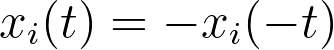 x_i(t) = −x_i(−t)